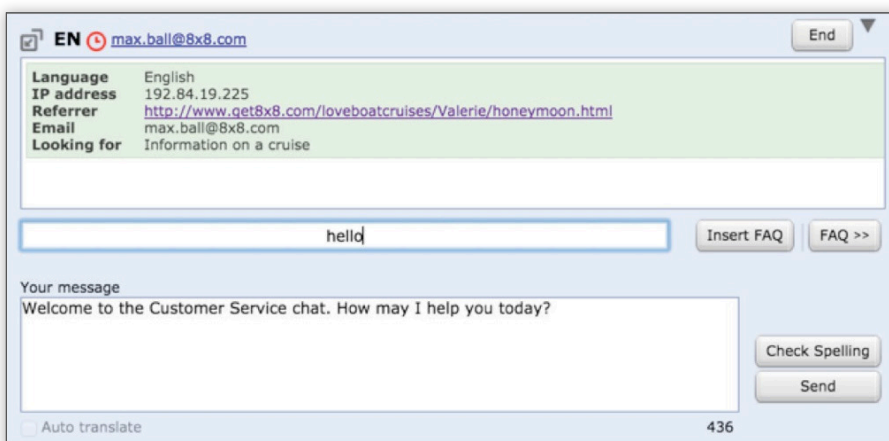 EN max.ball@8x8.com End
Language English
IP address 192.84.19.225
Referrer http://www.get8x8.com/loveboatcruises/Valerie/honeymoon.html
Email max.ball@8x8.com
Looking for Information on a cruise
hello Insert FAQ FAQ >>
Your message
Welcome to the Customer Service chat. How may I help you today?
Check Spelling
Send
Auto translate 436